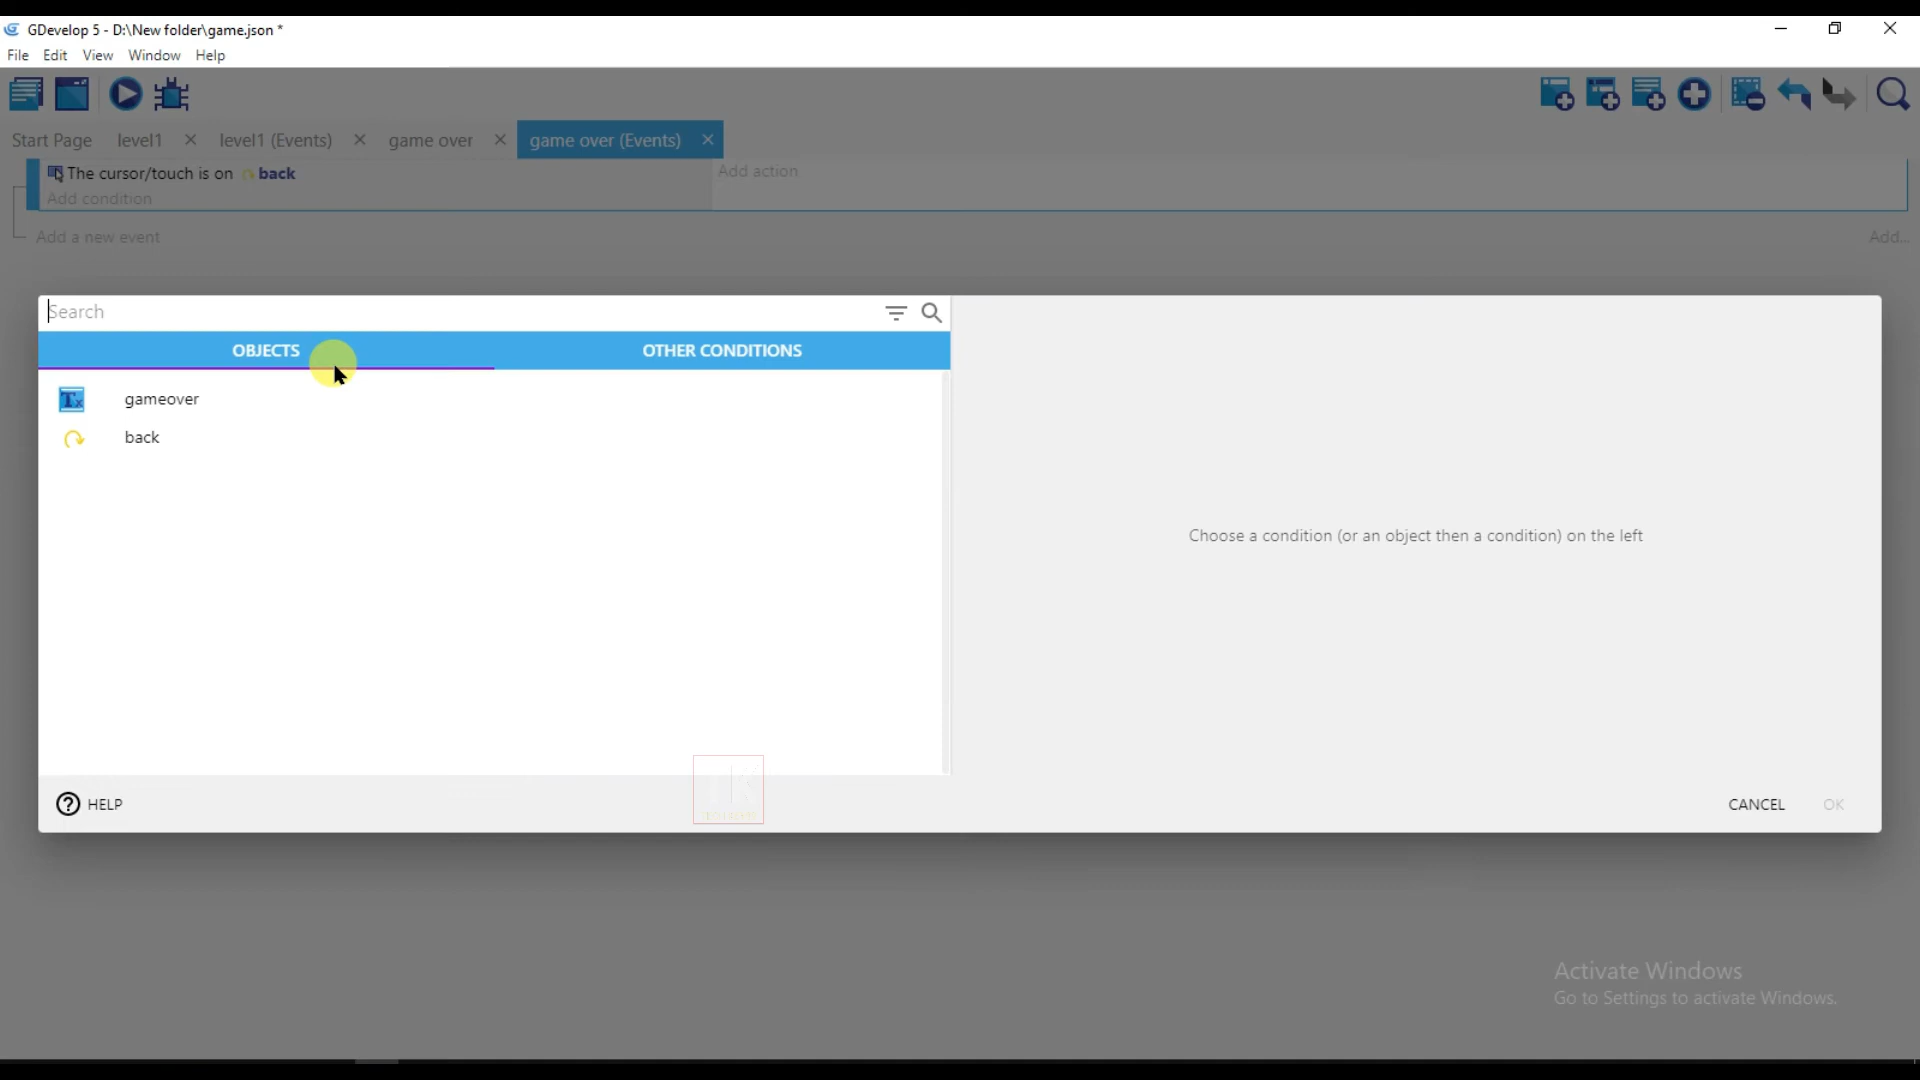 GDevelop 5 - D:\New folder\game.json *
File Edit View Window Help
Start Page level1 level1 (Events) game over game over (Events)
The cursor/touch is on back
Add action
Add condition
Add a new event
Add...
Search
OBJECTS
OTHER CONDITIONS
Tx gameover
back
Choose a condition (or an object then a condition) on the left
HELP
CANCEL
OK
Activate Windows
Go to Settings to activate Windows.